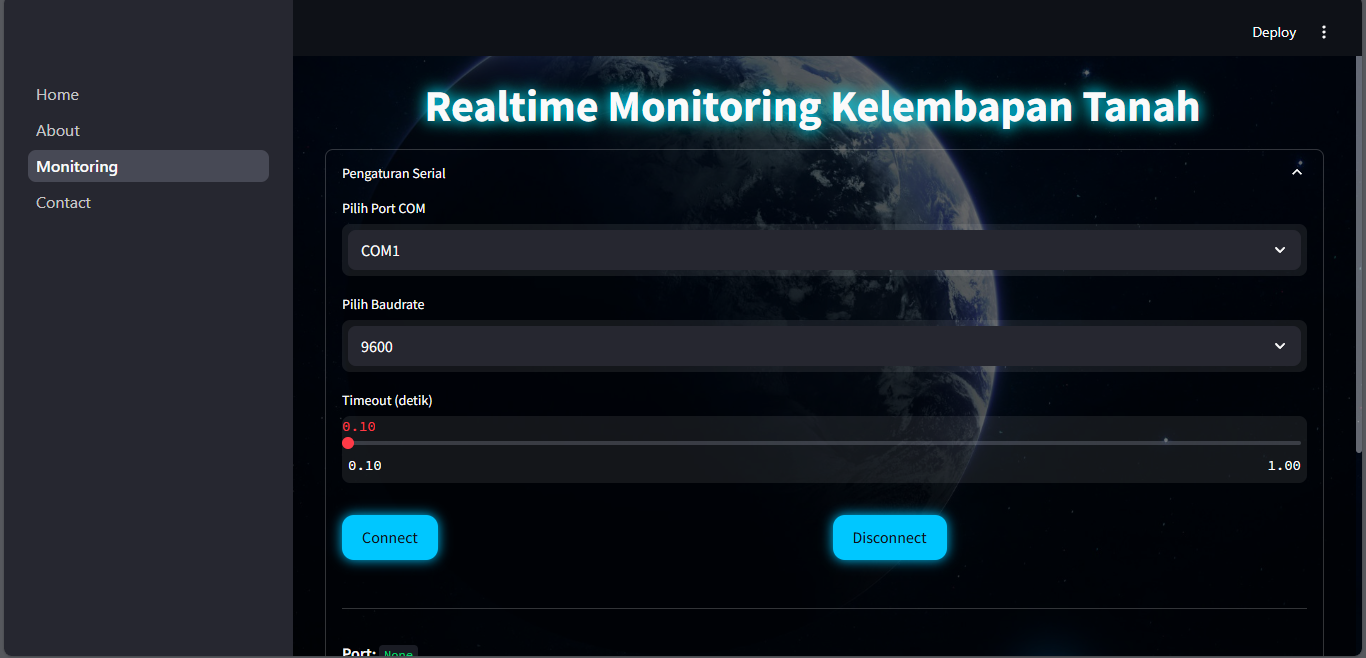 Deploy
Home
About
Monitoring
Contact
Realtime Monitoring Kelembapan Tanah
Pengaturan Serial
Pilih Port COM
COM1
Pilih Baudrate
9600
Timeout (detik)
0.10
0.10 1.00
Connect Disconnect
Port: None